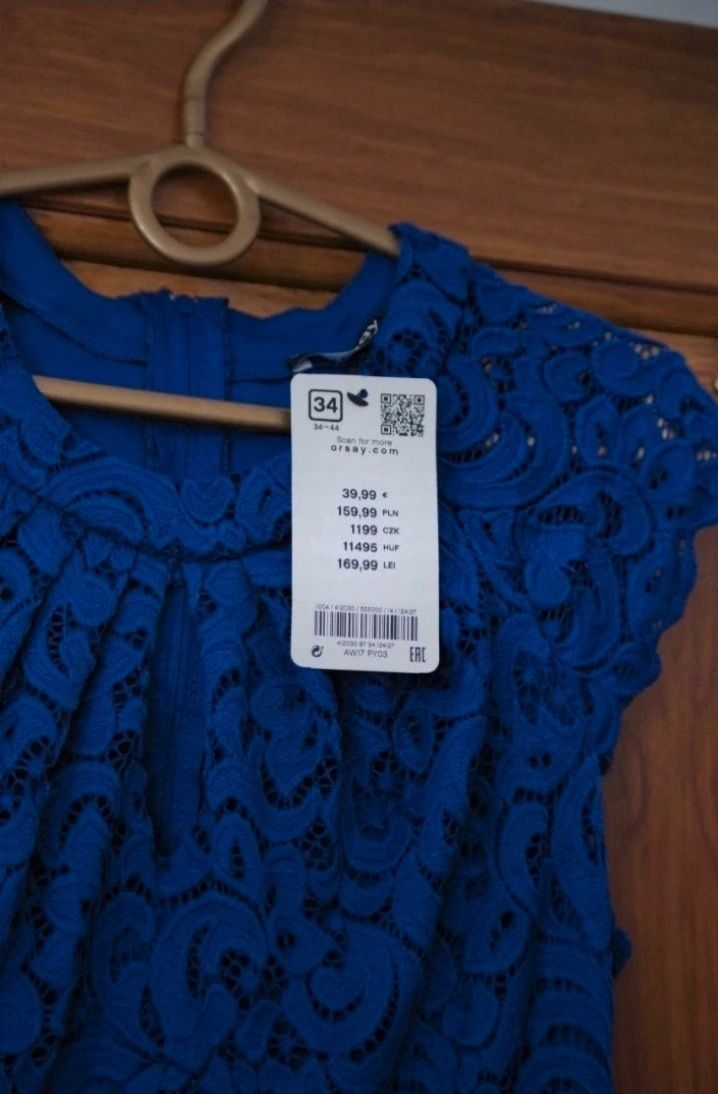 34
34–44
Scan for more
orsay.com
39,99 €
159,99 PLN
1199 CZK
11495 HUF
169,99 LEI
AW17 PY03
EAC